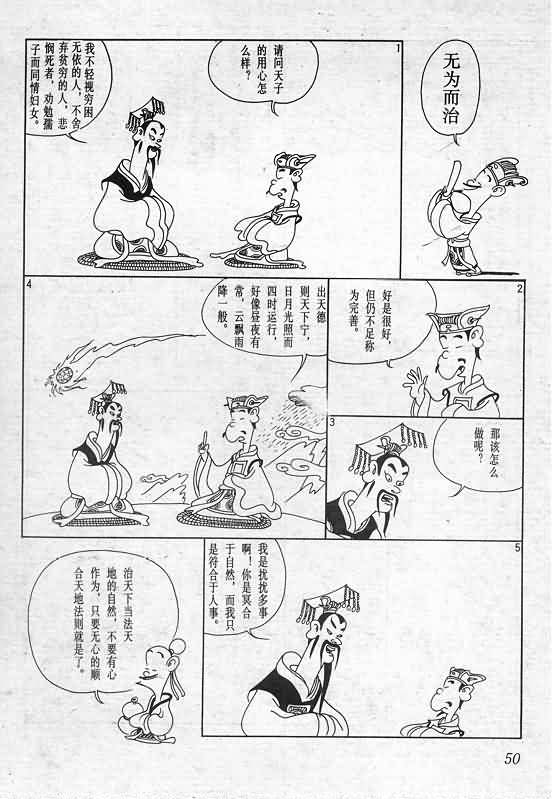 无为而治
1
请问天子
的用心怎
么样？
我不轻视穷困
无依的人，不舍
弃贫穷的人，悲
悯死者，劝勉孺
子而同情妇女。
2
好是很好，
但仍不足称
为完善。
3
那该怎么
做呢？
4
出天德
则天下宁，
日月光照而
四时运行，
好像昼夜有
常，云飘雨
降一般。
5
我是扰扰多事
啊！你是冥合
于自然，而我只
是符合于人事。
治天下当法天
地的自然，不要有心
作为，只要无心的顺
合天地法则就是了。
50